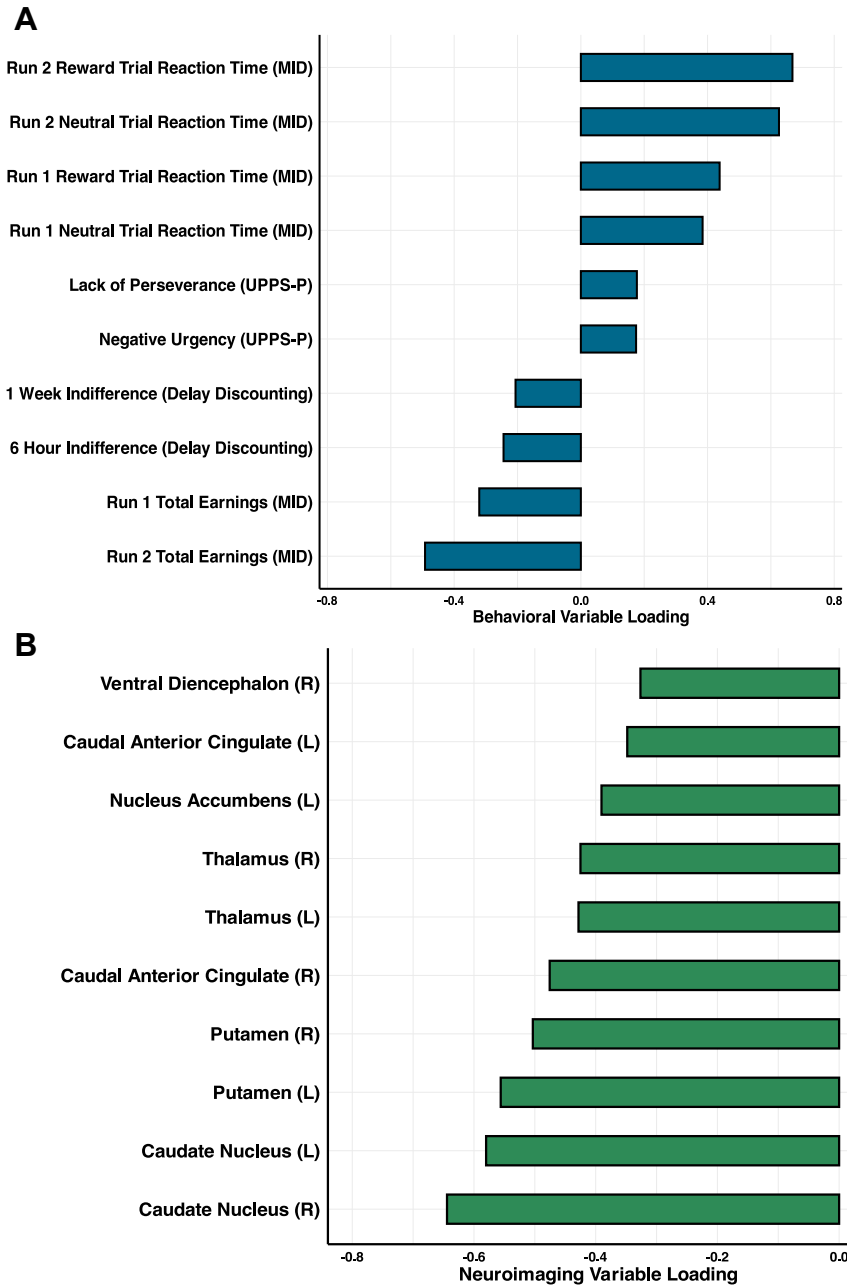 A
Run 2 Reward Trial Reaction Time (MID)
Run 2 Neutral Trial Reaction Time (MID)
Run 1 Reward Trial Reaction Time (MID)
Run 1 Neutral Trial Reaction Time (MID)
Lack of Perseverance (UPPS-P)
Negative Urgency (UPPS-P)
1 Week Indifference (Delay Discounting)
6 Hour Indifference (Delay Discounting)
Run 1 Total Earnings (MID)
Run 2 Total Earnings (MID)
-0.8 -0.4 0.0 0.4 0.8
Behavioral Variable Loading
B
Ventral Diencephalon (R)
Caudal Anterior Cingulate (L)
Nucleus Accumbens (L)
Thalamus (R)
Thalamus (L)
Caudal Anterior Cingulate (R)
Putamen (R)
Putamen (L)
Caudate Nucleus (L)
Caudate Nucleus (R)
-0.8 -0.6 -0.4 -0.2 0.0
Neuroimaging Variable Loading